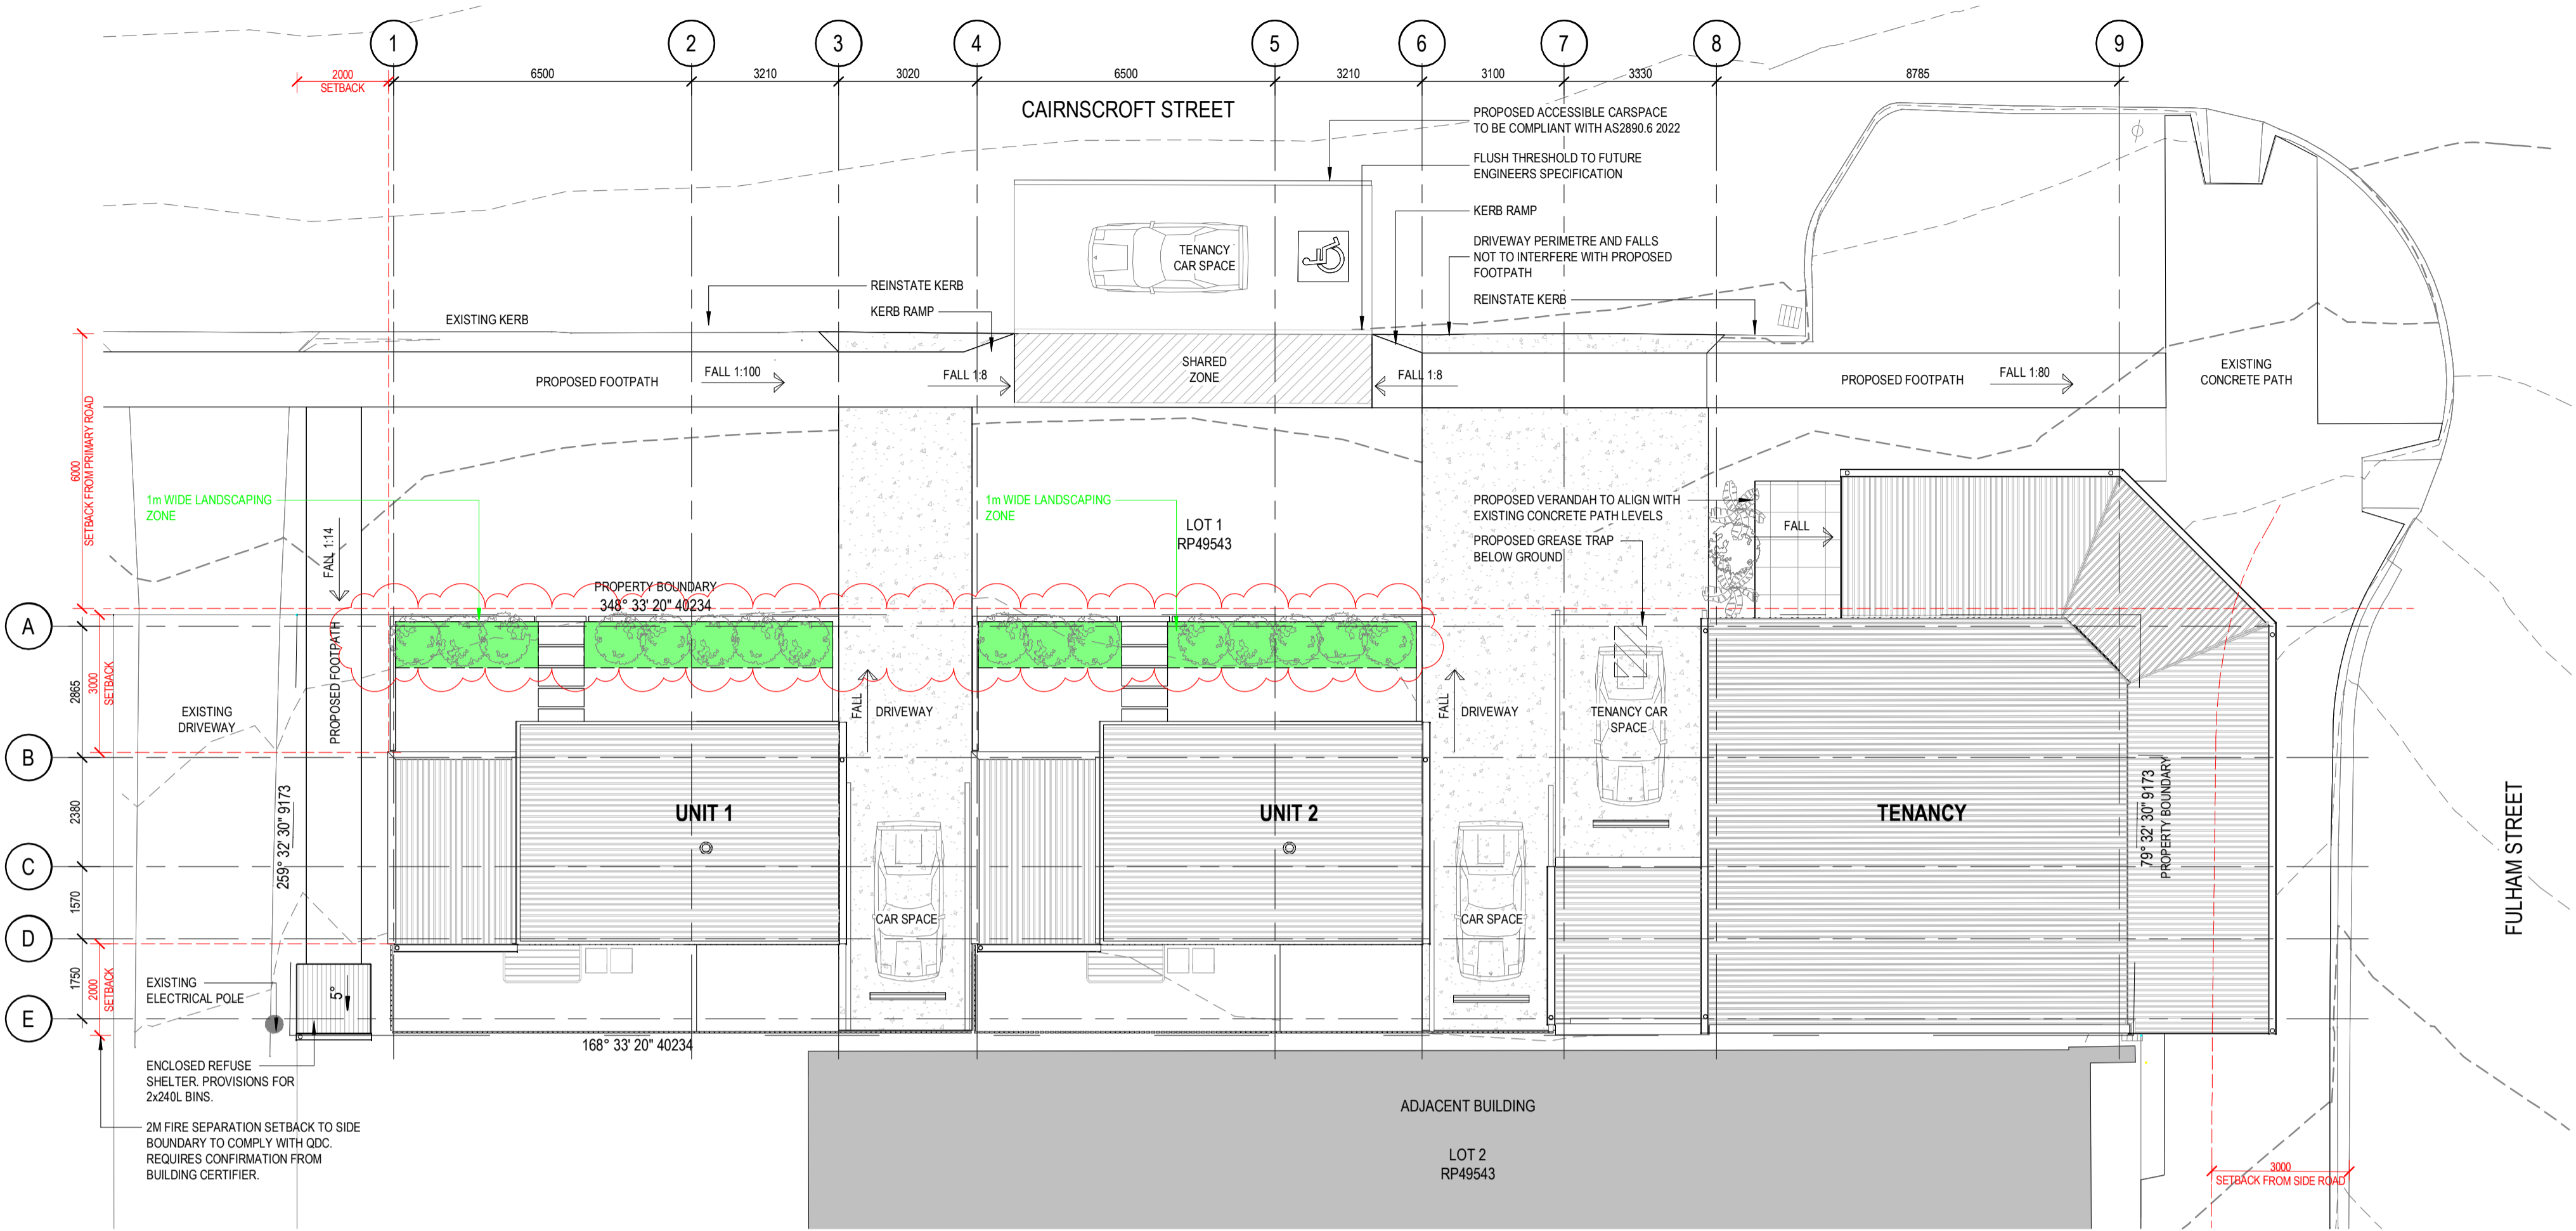 1
2
3
4
5
6
7
8
9
2000
SETBACK
6500
3210
3020
6500
3210
3100
3330
8785
CAIRNSCROFT STREET
PROPOSED ACCESSIBLE CARSPACE
TO BE COMPLIANT WITH AS2890.6 2022
FLUSH THRESHOLD TO FUTURE
ENGINEERS SPECIFICATION
KERB RAMP
DRIVEWAY PERIMETRE AND FALLS
NOT TO INTERFERE WITH PROPOSED
FOOTPATH
REINSTATE KERB
TENANCY
CAR SPACE
REINSTATE KERB
KERB RAMP
EXISTING KERB
PROPOSED FOOTPATH
FALL 1:100
FALL 1:8
SHARED
ZONE
FALL 1:8
PROPOSED FOOTPATH
FALL 1:80
EXISTING
CONCRETE PATH
6000
SETBACK FROM PRIMARY ROAD
1m WIDE LANDSCAPING
ZONE
FALL 1:14
1m WIDE LANDSCAPING
ZONE
LOT 1
RP49543
PROPOSED VERANDAH TO ALIGN WITH
EXISTING CONCRETE PATH LEVELS
PROPOSED GREASE TRAP
BELOW GROUND
FALL
PROPERTY BOUNDARY
348° 33' 20" 40234
A
B
C
D
E
2865
2380
1570
1750
3000
SETBACK
2000
SETBACK
EXISTING
DRIVEWAY
PROPOSED FOOTPATH
259° 32' 30" 9173
FALL
DRIVEWAY
FALL
DRIVEWAY
TENANCY CAR
SPACE
UNIT 1
UNIT 2
TENANCY
79° 32' 30" 9173
PROPERTY BOUNDARY
FULHAM STREET
CAR SPACE
CAR SPACE
EXISTING
ELECTRICAL POLE
5°
168° 33' 20" 40234
ENCLOSED REFUSE
SHELTER. PROVISIONS FOR
2x240L BINS.
2M FIRE SEPARATION SETBACK TO SIDE
BOUNDARY TO COMPLY WITH QDC.
REQUIRES CONFIRMATION FROM
BUILDING CERTIFIER.
ADJACENT BUILDING
LOT 2
RP49543
3000
SETBACK FROM SIDE ROAD